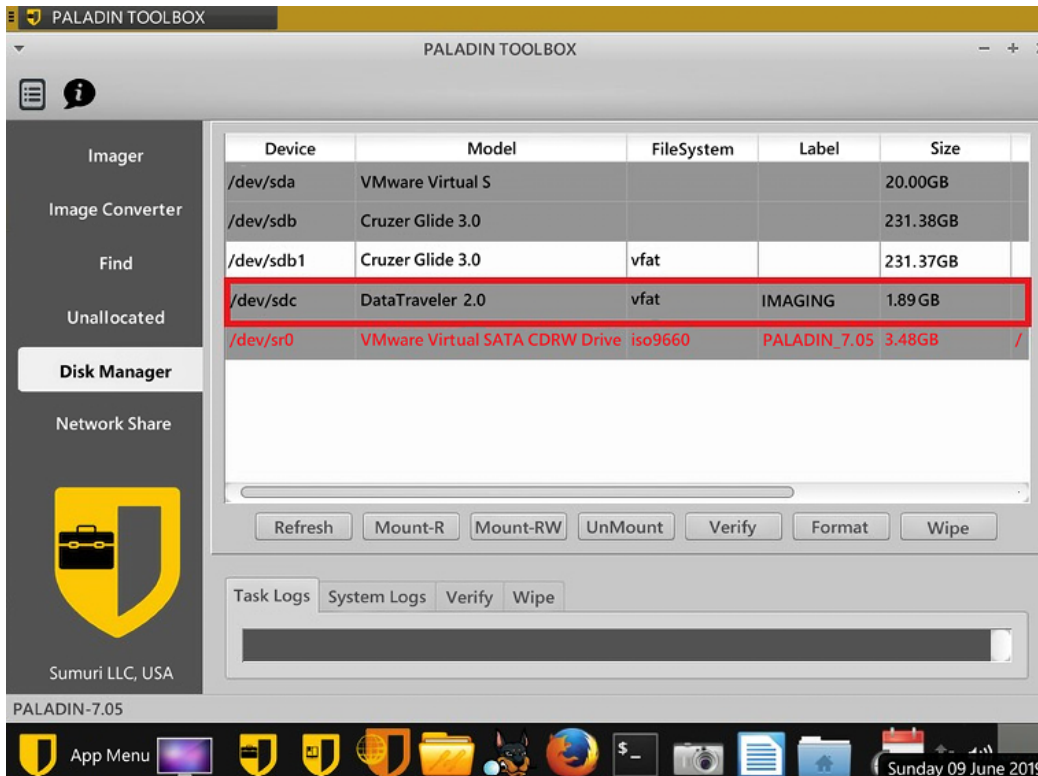 PALADIN TOOLBOX
PALADIN TOOLBOX
Imager
Image Converter
Find
Unallocated
Disk Manager
Network Share
Sumuri LLC, USA
Device Model FileSystem Label Size
/dev/sda VMware Virtual S 20.00GB
/dev/sdb Cruzer Glide 3.0 231.38GB
/dev/sdb1 Cruzer Glide 3.0 vfat 231.37GB
/dev/sdc DataTraveler 2.0 vfat IMAGING 1.89GB
/dev/sr0 VMware Virtual SATA CDRW Drive iso9660 PALADIN_7.05 3.48GB /
Refresh Mount-R Mount-RW UnMount Verify Format Wipe
Task Logs System Logs Verify Wipe
PALADIN-7.05
App Menu $_ Sunday 09 June 2019